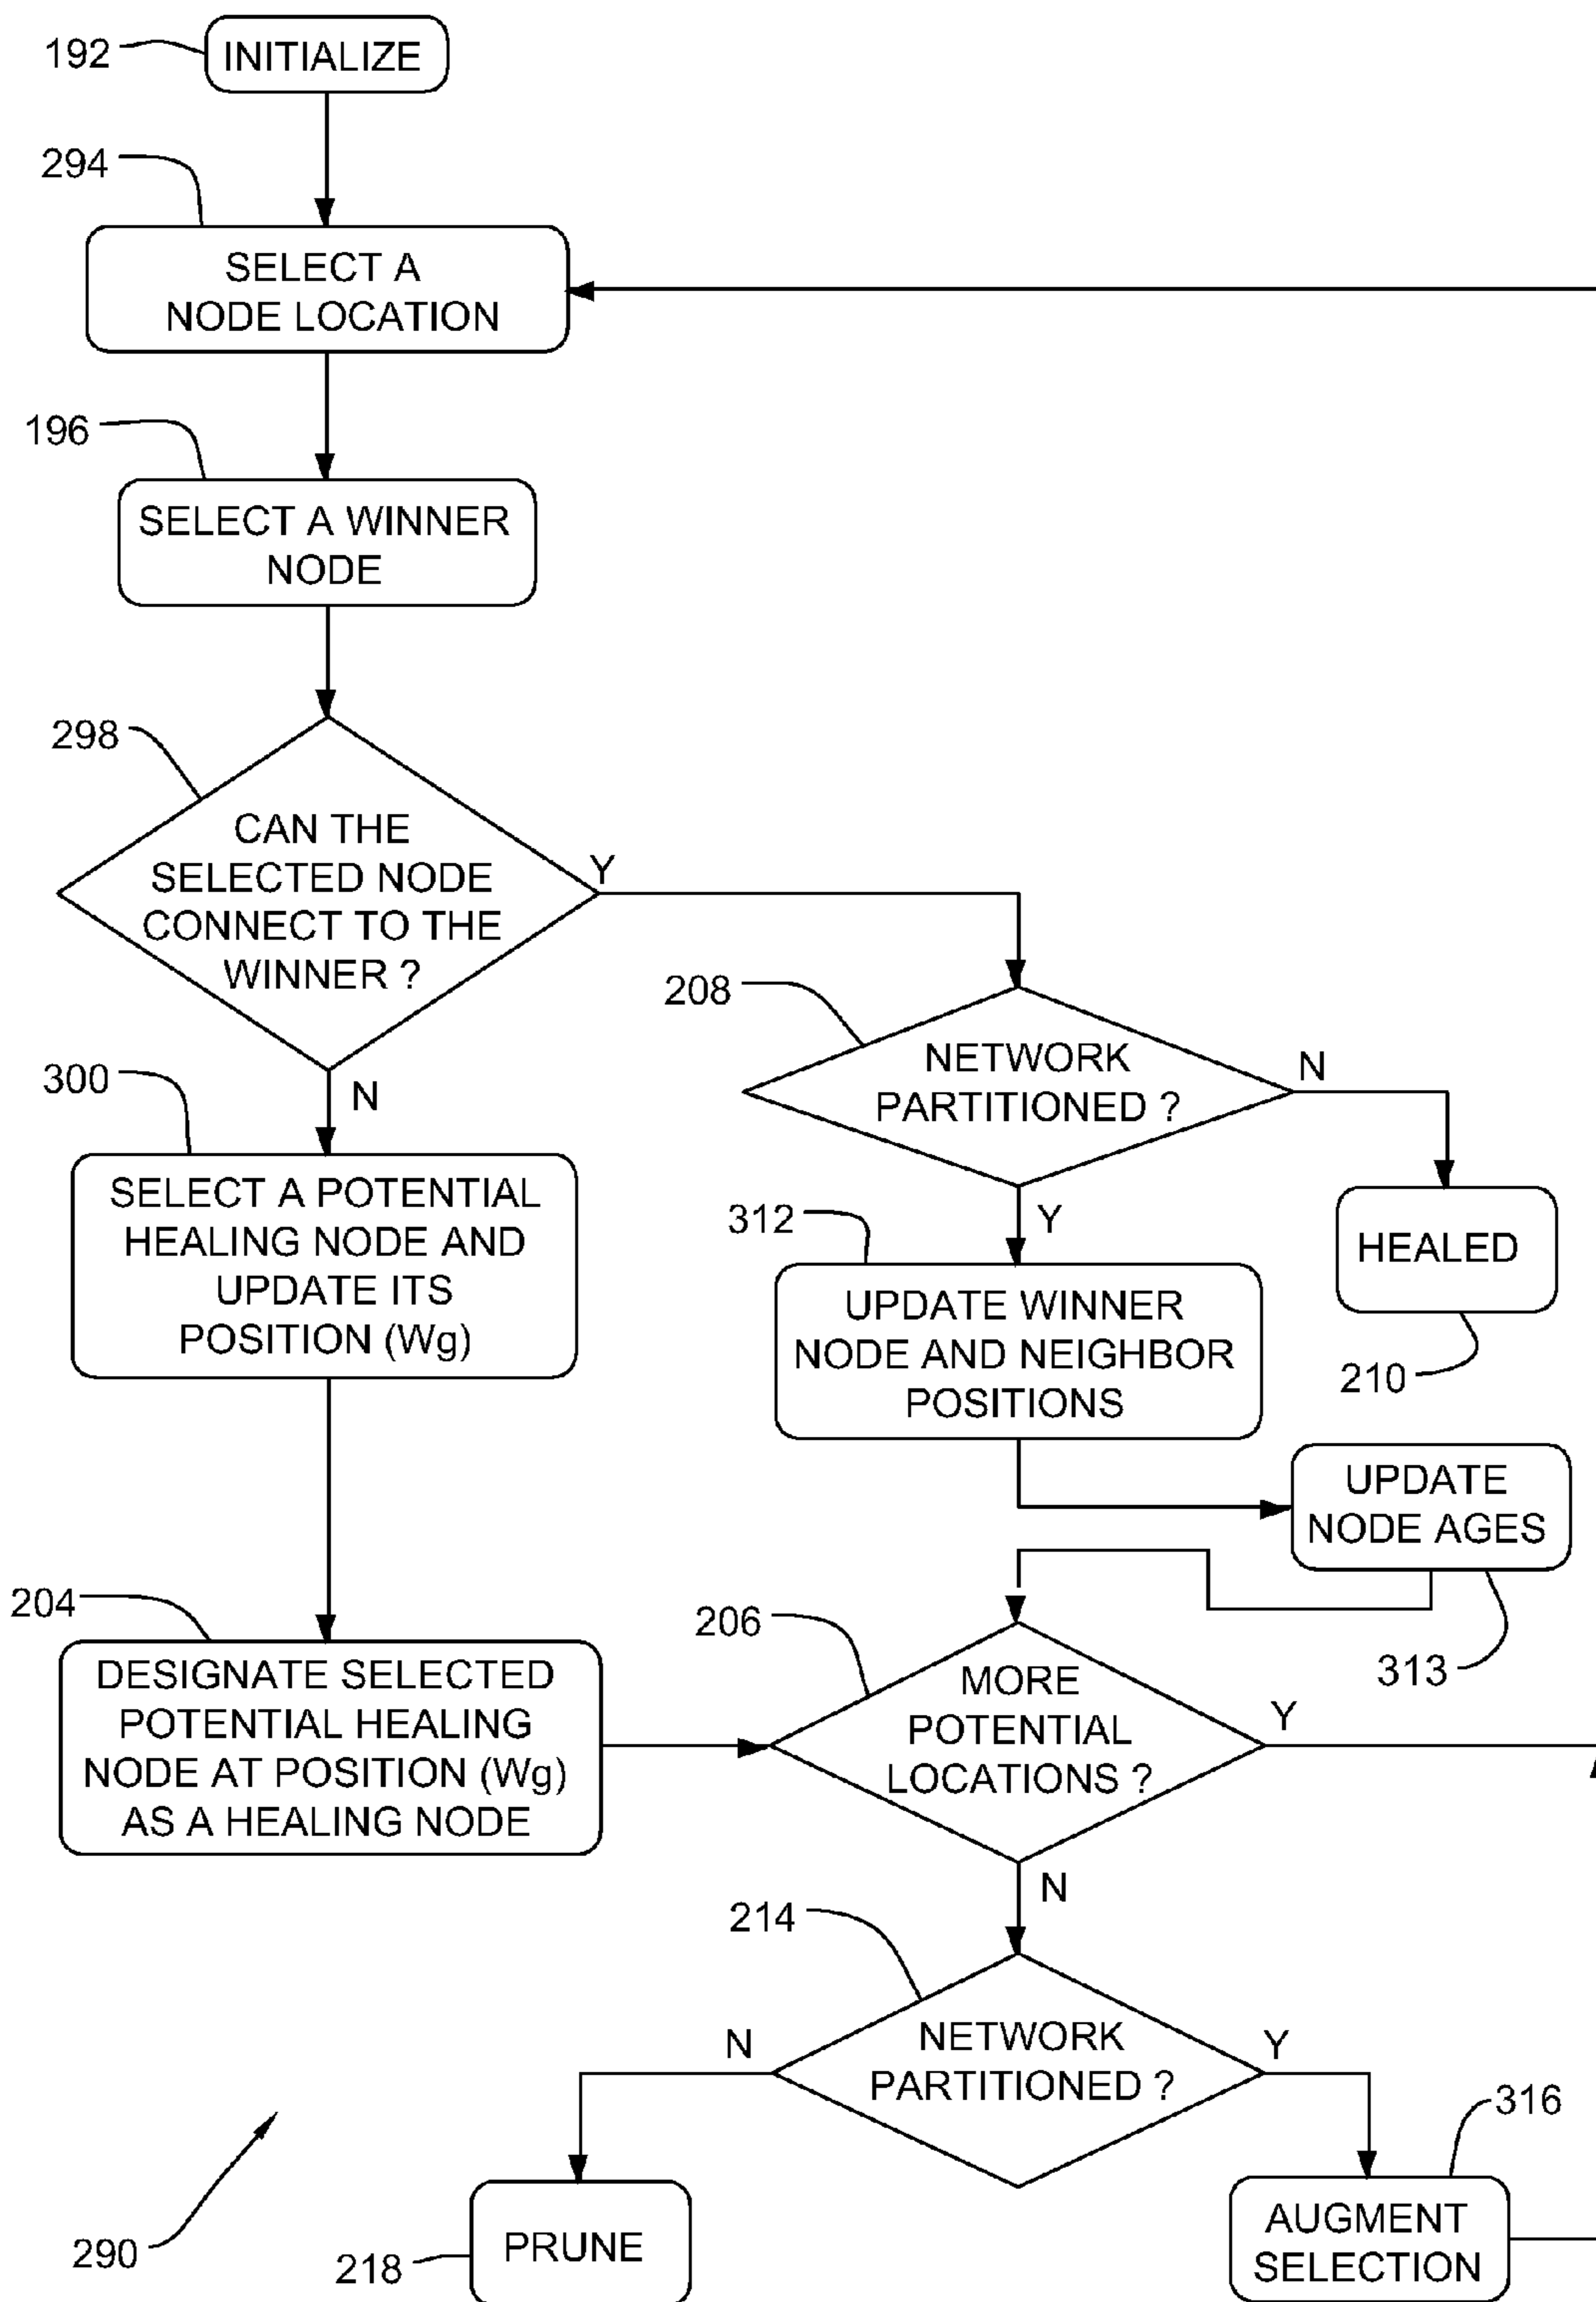 192
INITIALIZE
294
SELECT A
NODE LOCATION
196
SELECT A WINNER
NODE
298
CAN THE
SELECTED NODE
CONNECT TO THE
WINNER ?
Y
N
208
NETWORK
PARTITIONED ?
N
Y
300
SELECT A POTENTIAL
HEALING NODE AND
UPDATE ITS
POSITION (Wg)
312
UPDATE WINNER
NODE AND NEIGHBOR
POSITIONS
HEALED
210
UPDATE
NODE AGES
313
204
DESIGNATE SELECTED
POTENTIAL HEALING
NODE AT POSITION (Wg)
AS A HEALING NODE
206
MORE
POTENTIAL
LOCATIONS ?
Y
N
214
NETWORK
PARTITIONED ?
N
Y
316
290
218
PRUNE
AUGMENT
SELECTION